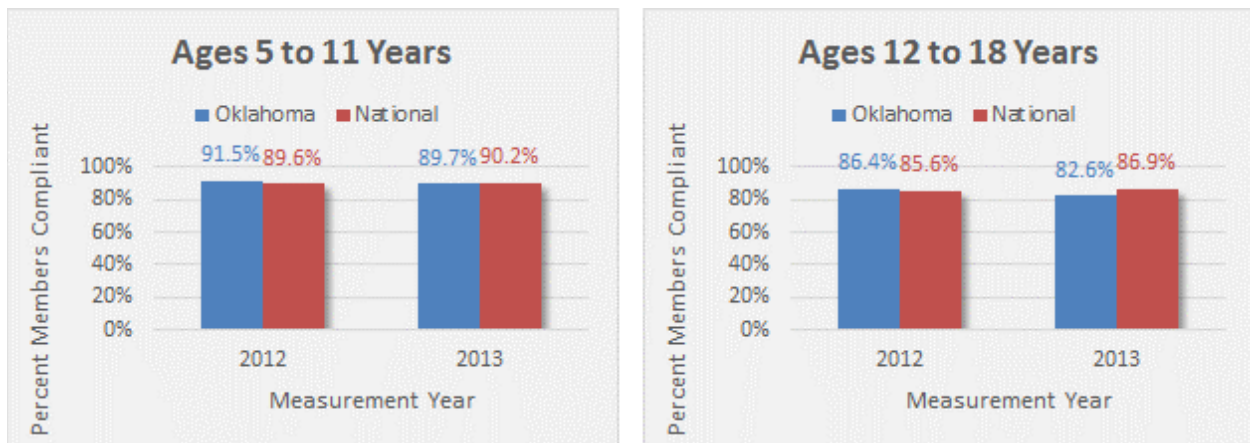 Ages 5 to 11 Years
Oklahoma National
Percent Members Compliant
91.5% 89.6% 89.7% 90.2%
100%
80%
60%
40%
20%
0%
2012 2013
Measurement Year
Ages 12 to 18 Years
Oklahoma National
Percent Members Compliant
86.4% 85.6% 82.6% 86.9%
100%
80%
60%
40%
20%
0%
2012 2013
Measurement Year